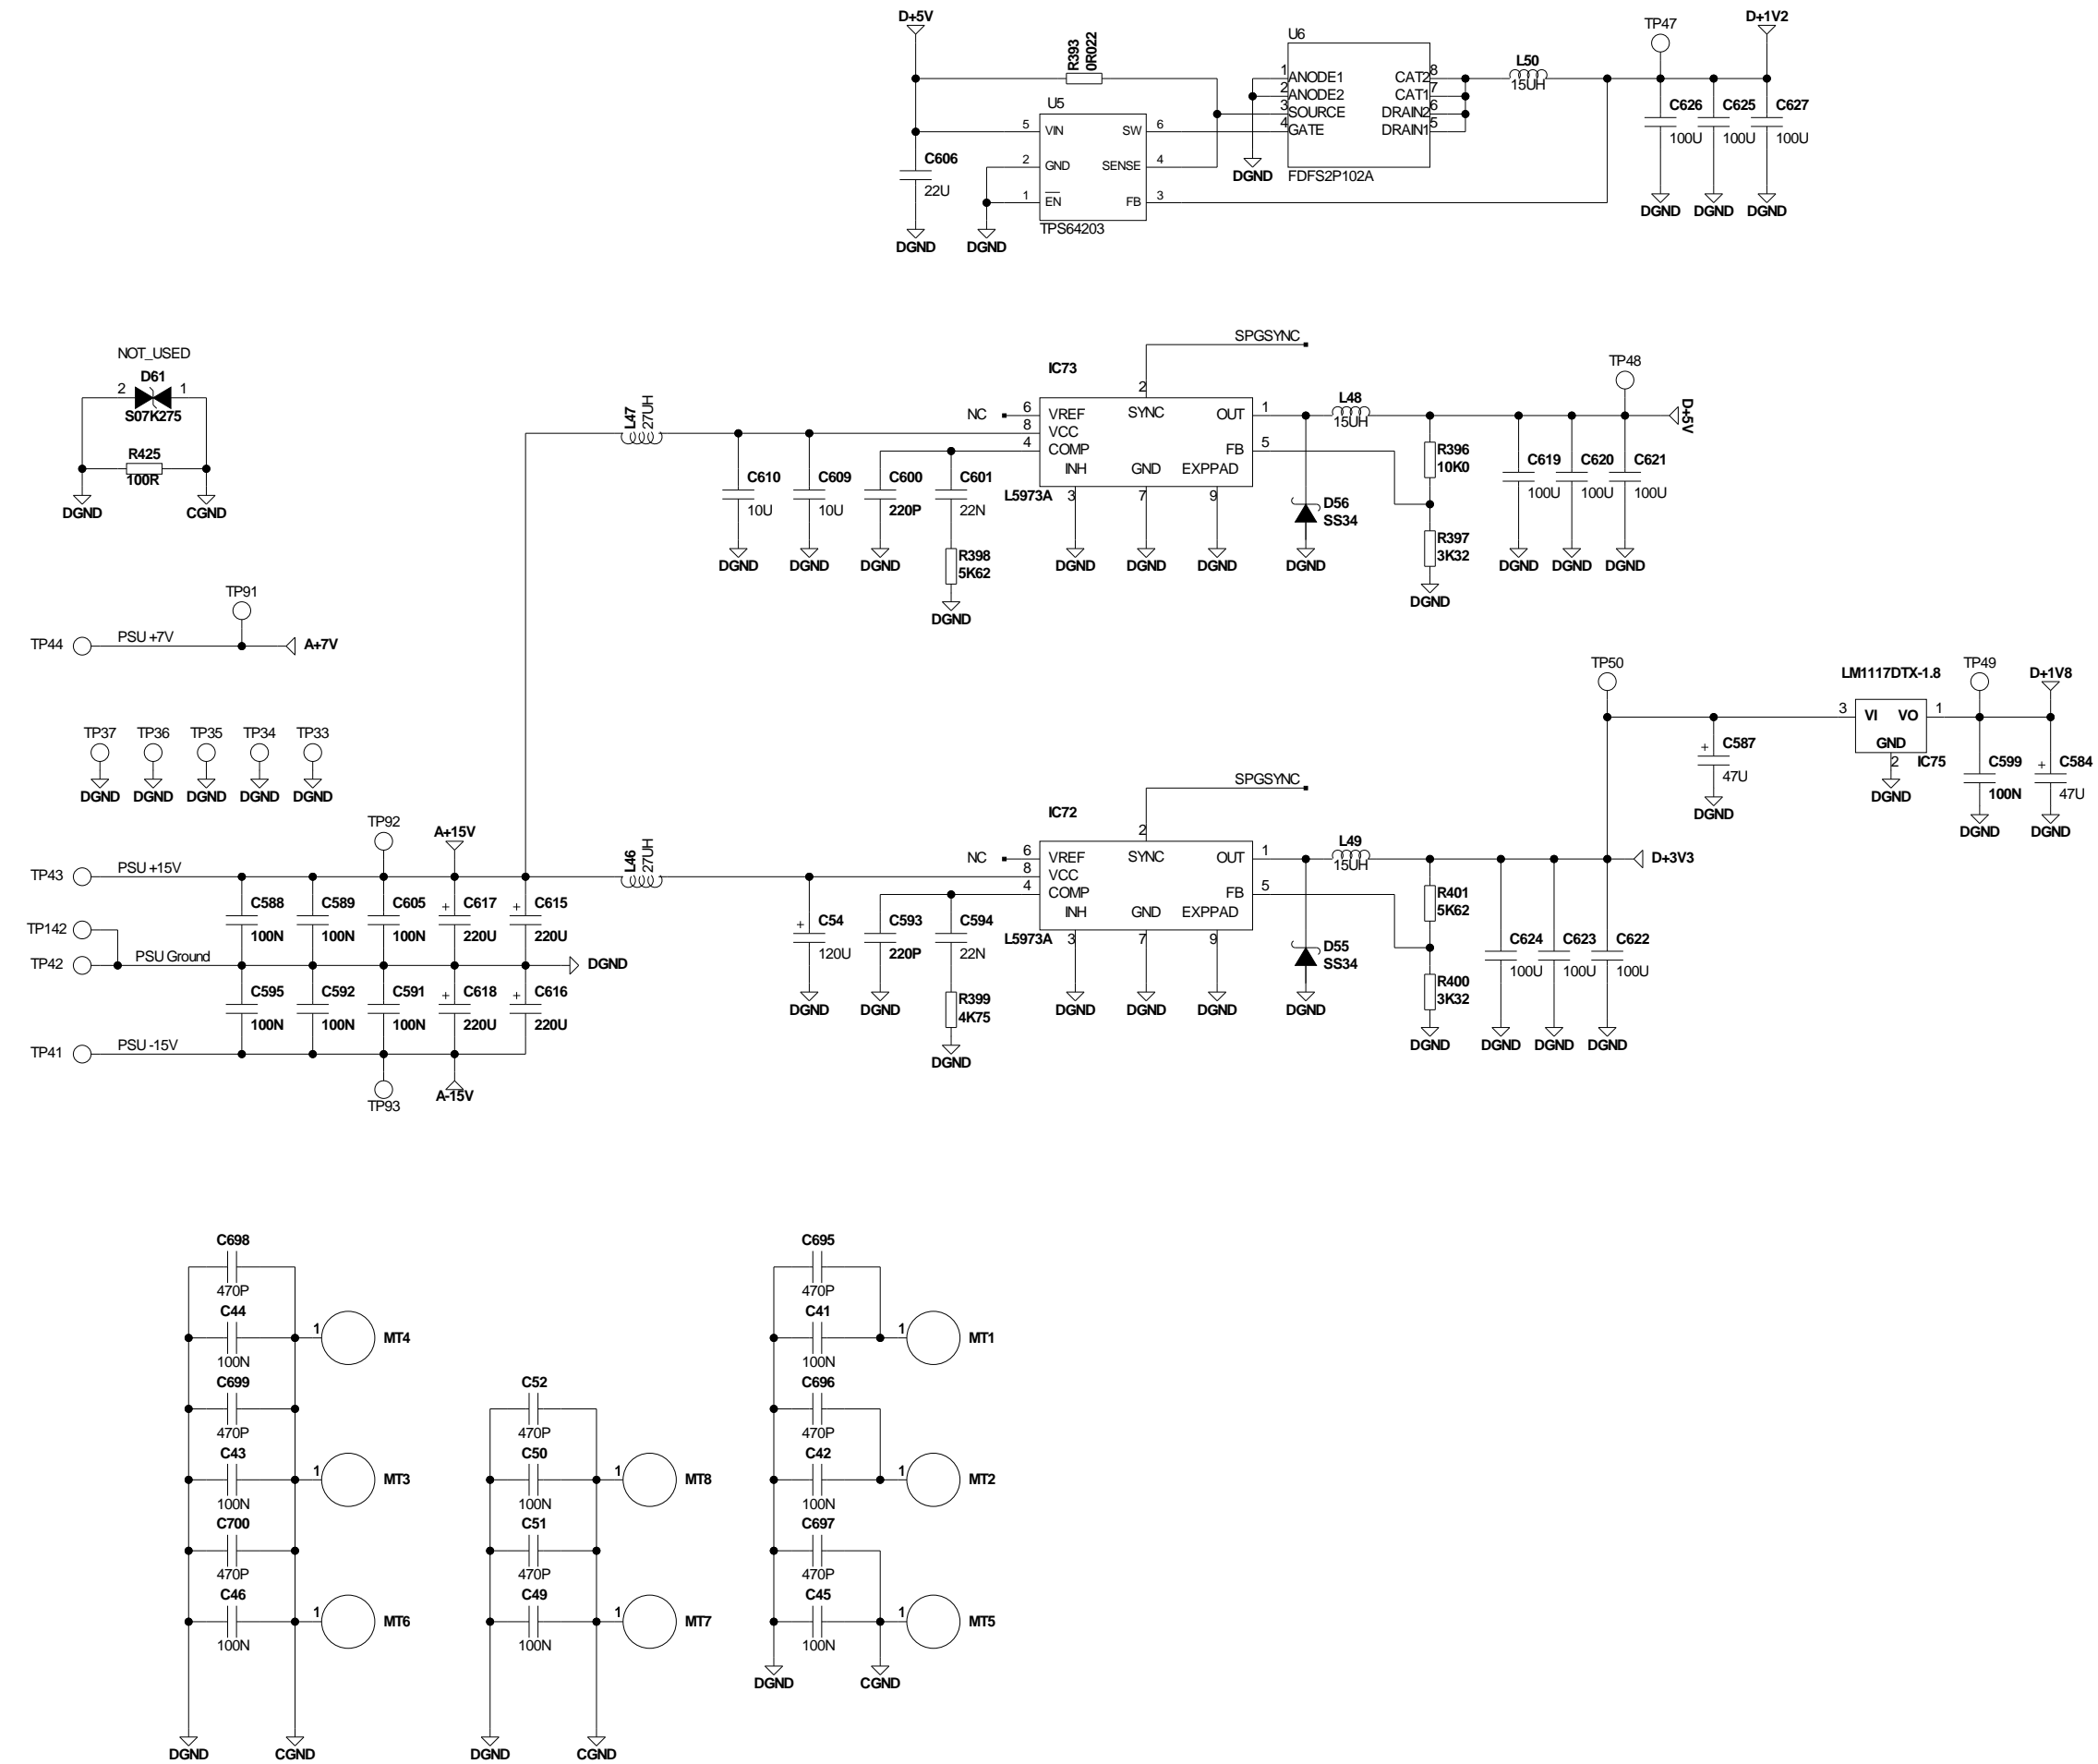 D+5V
TP47
D+1V2
R393
0R022
U6
L50
15UH
1 ANODE1 CAT2 8
2 ANODE2 CAT1 7
3 SOURCE DRAIN2 6
4 GATE DRAIN1 5
FDFS2P102A
DGND
U5
5 VIN SW 6
2 GND SENSE 4
1 EN FB 3
TPS64203
C606
22U
DGND
DGND
C626
100U
C625
100U
C627
100U
DGND DGND DGND
NOT_USED
D61
2 1
S07K275
R425
100R
DGND
CGND
SPGSYNC
IC73
2
NC
6 VREF SYNC OUT 1
8 VCC
4 COMP FB 5
INH GND EXPPAD
L5973A 3 7 9
DGND DGND DGND
L47
27UH
C610
10U
C609
10U
C600
220P
C601
22N
R398
5K62
DGND DGND DGND
DGND
L48
15UH
D56
SS34
DGND
R396
10K0
R397
3K32
DGND
TP48
D+5V
C619
100U
C620
100U
C621
100U
DGND DGND DGND
TP91
TP44 PSU +7V A+7V
TP37 TP36 TP35 TP34 TP33
DGND DGND DGND DGND DGND
TP50
LM1117DTX-1.8
TP49
D+1V8
3 VI VO 1
GND
2 IC75
DGND
C587
+
47U
DGND
C599
100N
DGND
C584
+
47U
DGND
TP92
A+15V
TP43 PSU +15V
C588
100N
C589
100N
C605
100N
+ C617
220U
+ C615
220U
TP142
TP42 PSU Ground DGND
C595
100N
C592
100N
C591
100N
+ C618
220U
+ C616
220U
TP41 PSU -15V
TP93
A-15V
L46
27UH
SPGSYNC
IC72
2
NC
6 VREF SYNC OUT 1
8 VCC
4 COMP FB 5
INH GND EXPPAD
L5973A 3 7 9
DGND DGND DGND
+ C54
120U
C593
220P
C594
22N
R399
4K75
DGND DGND
DGND
L49
15UH
D55
SS34
DGND
R401
5K62
R400
3K32
DGND
D+3V3
C624
100U
C623
100U
C622
100U
DGND DGND DGND
C698
470P
C44
100N
1 MT4
C699
470P
C43
100N
1 MT3
C700
470P
C46
100N
1 MT6
DGND CGND
C52
470P
C50
100N
1 MT8
C51
470P
C49
100N
1 MT7
DGND CGND
C695
470P
C41
100N
1 MT1
C696
470P
C42
100N
1 MT2
C697
470P
C45
100N
1 MT5
DGND CGND